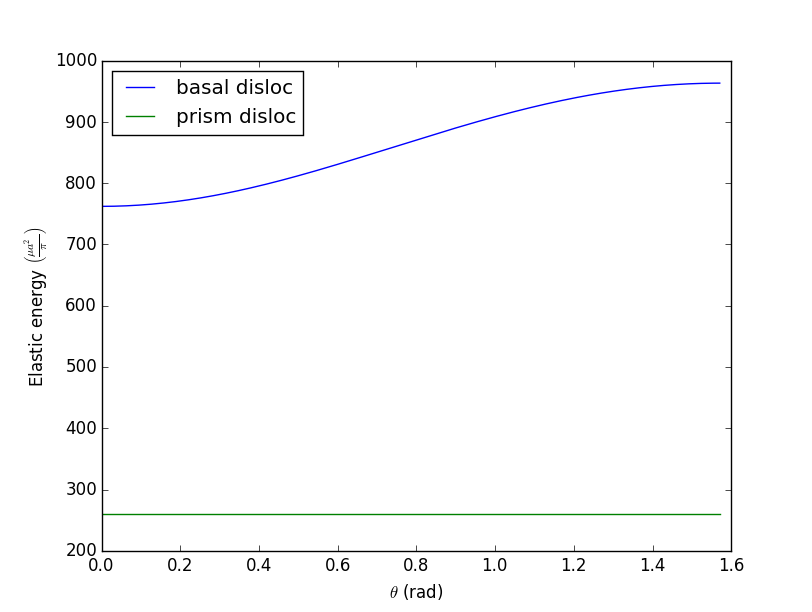 1000
900
800
700
600
500
400
300
200
basal disloc
prism disloc
Elastic energy (μa²/π)
0.0 0.2 0.4 0.6 0.8 1.0 1.2 1.4 1.6
θ (rad)